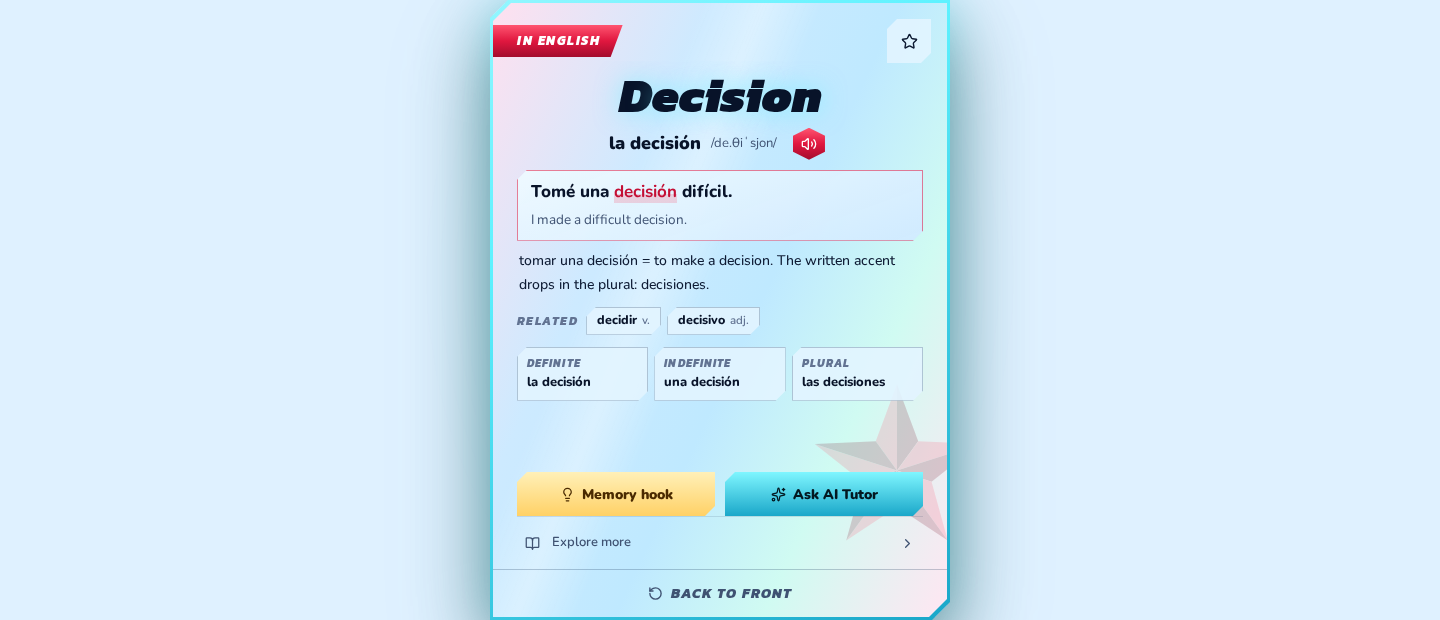 IN ENGLISH
Decision
la decisión /de.θiˈsjon/
Tomé una decisión difícil.
I made a difficult decision.
tomar una decisión = to make a decision. The written accent
drops in the plural: decisiones.
RELATED decidir v. decisivo adj.
DEFINITE INDEFINITE PLURAL
la decisión una decisión las decisiones
Memory hook Ask AI Tutor
Explore more
BACK TO FRONT